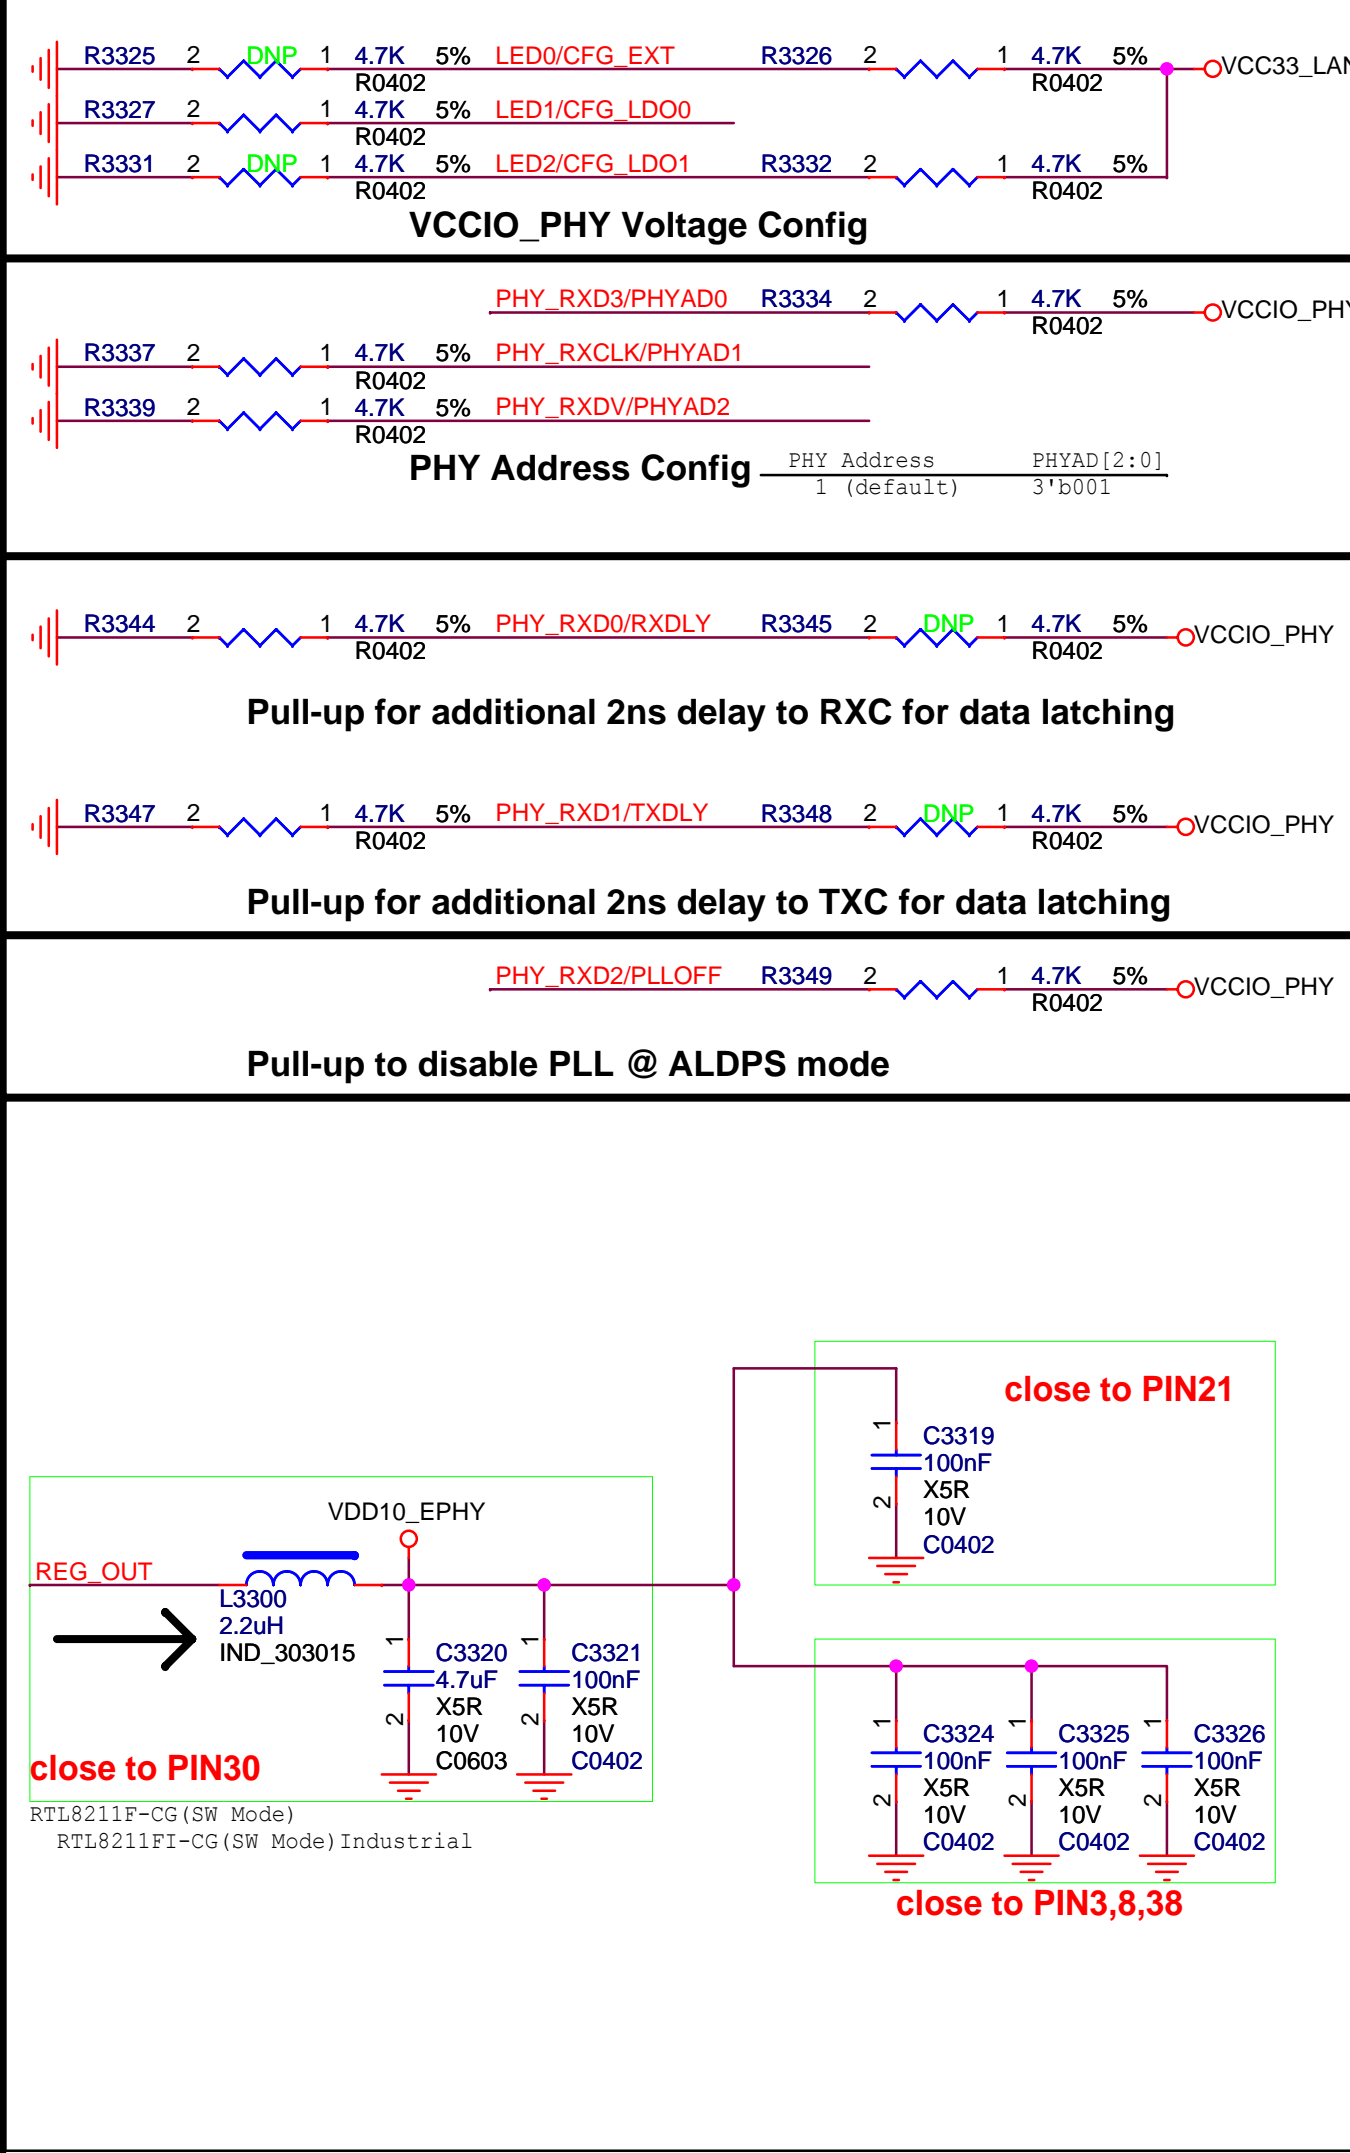 R3325 2 DNP 1 4.7K 5% LED0/CFG_EXT R3326 2 1 4.7K 5% VCC33_LAN
R0402 R0402
R3327 2 1 4.7K 5% LED1/CFG_LDO0
R0402
R3331 2 DNP 1 4.7K 5% LED2/CFG_LDO1 R3332 2 1 4.7K 5%
R0402 R0402
VCCIO_PHY Voltage Config
PHY_RXD3/PHYAD0 R3334 2 1 4.7K 5% VCCIO_PHY
R0402
R3337 2 1 4.7K 5% PHY_RXCLK/PHYAD1
R0402
R3339 2 1 4.7K 5% PHY_RXDV/PHYAD2
R0402
PHY Address Config PHY Address PHYAD[2:0]
1 (default) 3'b001
R3344 2 1 4.7K 5% PHY_RXD0/RXDLY R3345 2 DNP 1 4.7K 5% VCCIO_PHY
R0402 R0402
Pull-up for additional 2ns delay to RXC for data latching
R3347 2 1 4.7K 5% PHY_RXD1/TXDLY R3348 2 DNP 1 4.7K 5% VCCIO_PHY
R0402 R0402
Pull-up for additional 2ns delay to TXC for data latching
PHY_RXD2/PLLOFF R3349 2 1 4.7K 5% VCCIO_PHY
R0402
Pull-up to disable PLL @ ALDPS mode
close to PIN21
1 C3319
100nF
X5R
2 10V
C0402
VDD10_EPHY
REG_OUT
L3300
2.2uH
IND_303015
1 C3320 1 C3321
4.7uF 100nF
X5R X5R
2 10V 2 10V
C0603 C0402
close to PIN30
RTL8211F-CG(SW Mode)
RTL8211FI-CG(SW Mode)Industrial
1 C3324 1 C3325 1 C3326
100nF 100nF 100nF
X5R X5R X5R
2 10V 2 10V 2 10V
C0402 C0402 C0402
close to PIN3,8,38